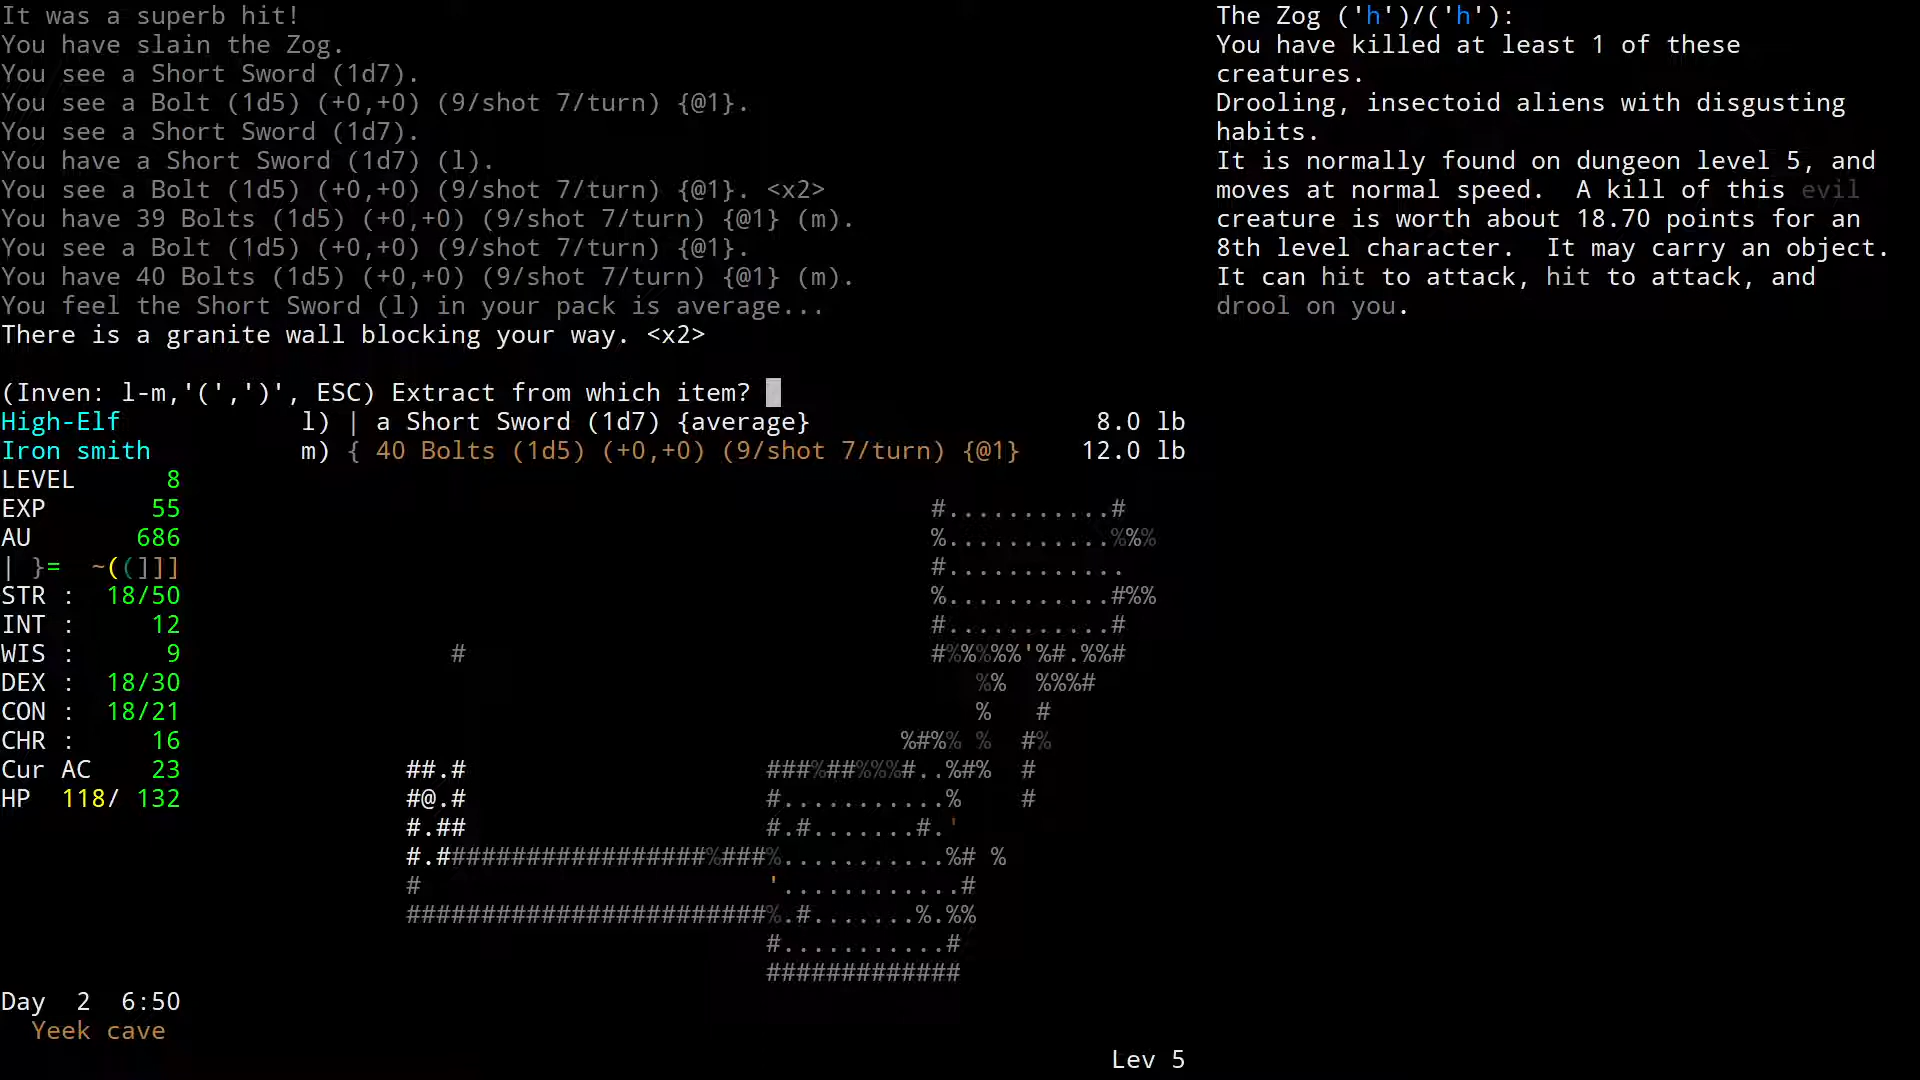 It was a superb hit!
You have slain the Zog.
You see a Short Sword (1d7).
You see a Bolt (1d5) (+0,+0) (9/shot 7/turn) {@1}.
You see a Short Sword (1d7).
You have a Short Sword (1d7) (l).
You see a Bolt (1d5) (+0,+0) (9/shot 7/turn) {@1}. <x2>
You have 39 Bolts (1d5) (+0,+0) (9/shot 7/turn) {@1} (m).
You see a Bolt (1d5) (+0,+0) (9/shot 7/turn) {@1}.
You have 40 Bolts (1d5) (+0,+0) (9/shot 7/turn) {@1} (m).
You feel the Short Sword (l) in your pack is average...
There is a granite wall blocking your way. <x2>
(Inven: l-m,'(',')', ESC) Extract from which item?
High-Elf l) | a Short Sword (1d7) {average} 8.0 lb
Iron smith m) { 40 Bolts (1d5) (+0,+0) (9/shot 7/turn) {@1} 12.0 lb
LEVEL 8
EXP 55 #...........#
AU 686 %...........%%%
| }= ~((]]] #............
STR : 18/50 %...........#%%
INT : 12 #...........#
WIS : 9 # #%%%%%'%#.%%#
DEX : 18/30 %% %%%#
CON : 18/21 % #
CHR : 16 %#%% % #%
Cur AC 23 ##.# ###%##%%%#..%#% #
HP 118/ 132 #@.# #...........% #
#.## #.#.......#.'
#.#################%###%...........%# %
# '............#
########################%.#.......%.%%
#...........#
#############
Day 2 6:50
Yeek cave
Lev 5
The Zog ('h')/('h'):
You have killed at least 1 of these
creatures.
Drooling, insectoid aliens with disgusting
habits.
It is normally found on dungeon level 5, and
moves at normal speed. A kill of this evil
creature is worth about 18.70 points for an
8th level character. It may carry an object.
It can hit to attack, hit to attack, and
drool on you.